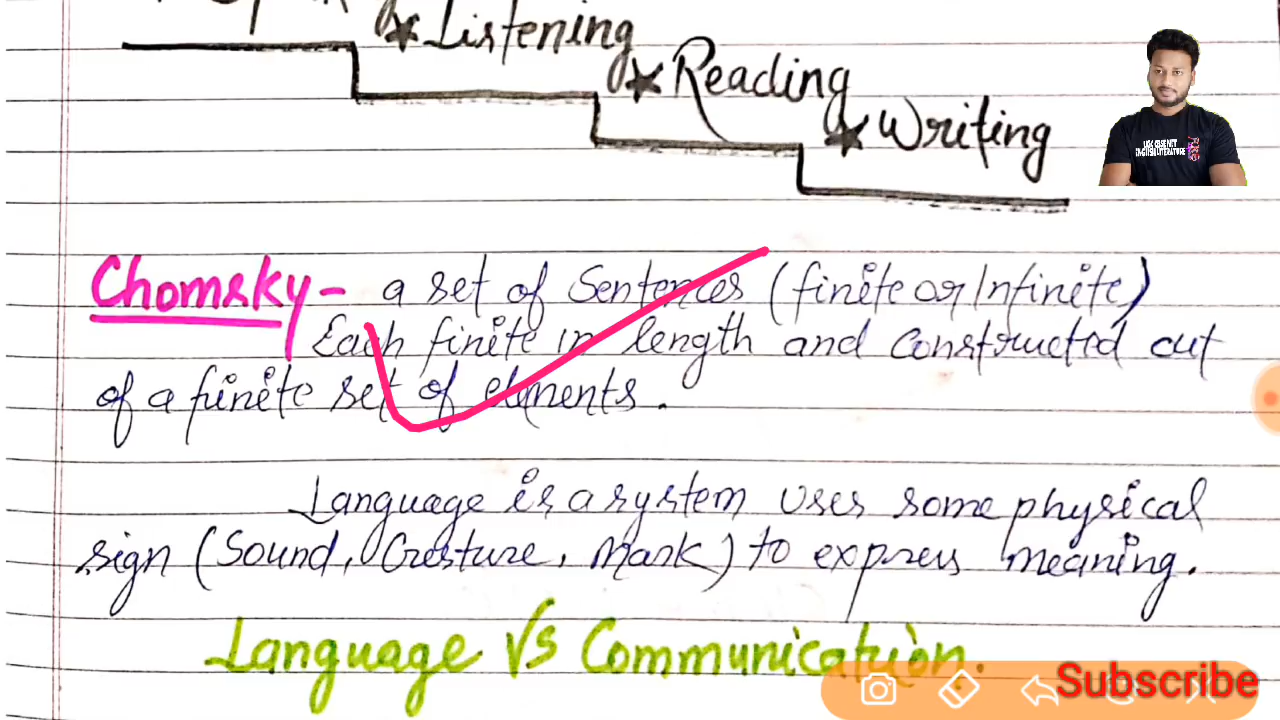 ★ Listening
★ Reading
★ Writing
Chomsky - a set of Sentences (finite or Infinite)
Each finite in length and constructed out
of a finite set of elements.
Language is a system uses some physical
sign (Sound, Gesture, Mark) to express meaning.
Language Vs Communication.
Subscribe